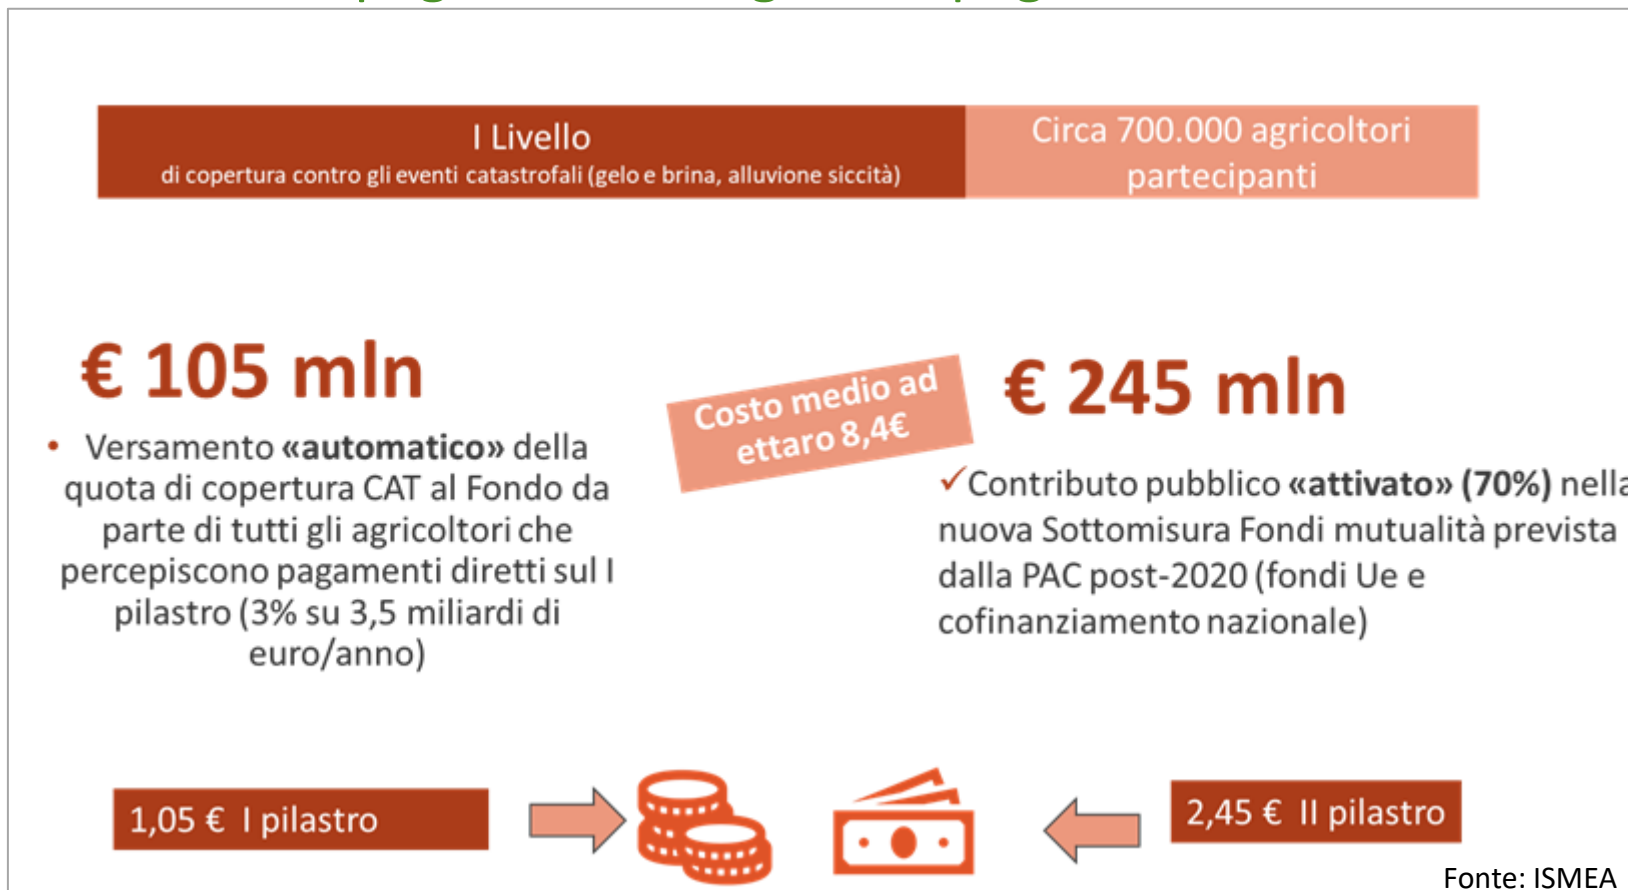 I Livello
di copertura contro gli eventi catastrofali (gelo e brina, alluvione siccità)
Circa 700.000 agricoltori
partecipanti
€ 105 mln
• Versamento «automatico» della
quota di copertura CAT al Fondo da
parte di tutti gli agricoltori che
percepiscono pagamenti diretti sul I
pilastro (3% su 3,5 miliardi di
euro/anno)
Costo medio ad
ettaro 8,4€
€ 245 mln
✓Contributo pubblico «attivato» (70%) nella
nuova Sottomisura Fondi mutualità prevista
dalla PAC post-2020 (fondi Ue e
cofinanziamento nazionale)
1,05 € I pilastro
2,45 € II pilastro
Fonte: ISMEA